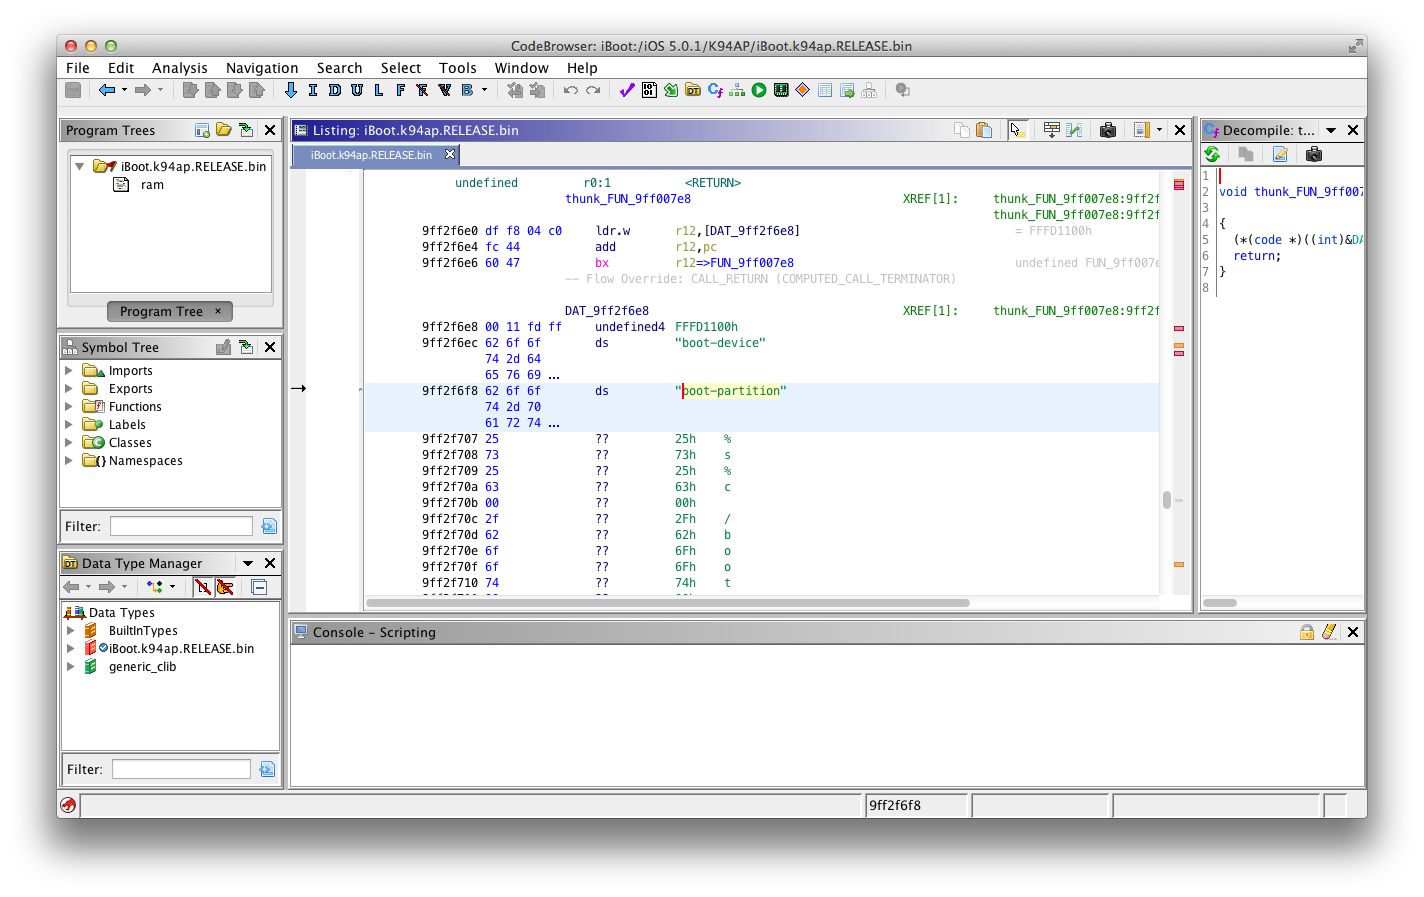 CodeBrowser: iBoot:/iOS 5.0.1/K94AP/iBoot.k94ap.RELEASE.bin
File Edit Analysis Navigation Search Select Tools Window Help
I D U L F F V B
Program Trees
iBoot.k94ap.RELEASE.bin
ram
Program Tree ×
Symbol Tree
Imports
Exports
Functions
Labels
Classes
Namespaces
Filter:
Data Type Manager
Data Types
BuiltInTypes
iBoot.k94ap.RELEASE.bin
generic_clib
Filter:
Listing: iBoot.k94ap.RELEASE.bin
iBoot.k94ap.RELEASE.bin
undefined r0:1 <RETURN>
thunk_FUN_9ff007e8 XREF[1]: thunk_FUN_9ff007e8:9ff2f
thunk_FUN_9ff007e8:9ff2f
9ff2f6e0 df f8 04 c0 ldr.w r12,[DAT_9ff2f6e8] = FFFD1100h
9ff2f6e4 fc 44 add r12,pc
9ff2f6e6 60 47 bx r12=>FUN_9ff007e8 undefined FUN_9ff007e
-- Flow Override: CALL_RETURN (COMPUTED_CALL_TERMINATOR)
DAT_9ff2f6e8 XREF[1]: thunk_FUN_9ff007e8:9ff2f
9ff2f6e8 00 11 fd ff undefined4 FFFD1100h
9ff2f6ec 62 6f 6f ds "boot-device"
74 2d 64
65 76 69 ...
9ff2f6f8 62 6f 6f ds "boot-partition"
74 2d 70
61 72 74 ...
9ff2f707 25 ?? 25h %
9ff2f708 73 ?? 73h s
9ff2f709 25 ?? 25h %
9ff2f70a 63 ?? 63h c
9ff2f70b 00 ?? 00h
9ff2f70c 2f ?? 2Fh /
9ff2f70d 62 ?? 62h b
9ff2f70e 6f ?? 6Fh o
9ff2f70f 6f ?? 6Fh o
9ff2f710 74 ?? 74h t
Decompile: t...
1
2 void thunk_FUN_9ff007
3
4 {
5 (*(code *)((int)&DA
6 return;
7 }
8
Console - Scripting
9ff2f6f8